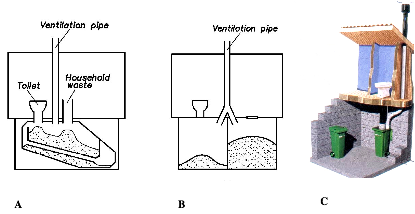 Ventilation pipe
Toilet
Household
waste
A
Ventilation pipe
B
C